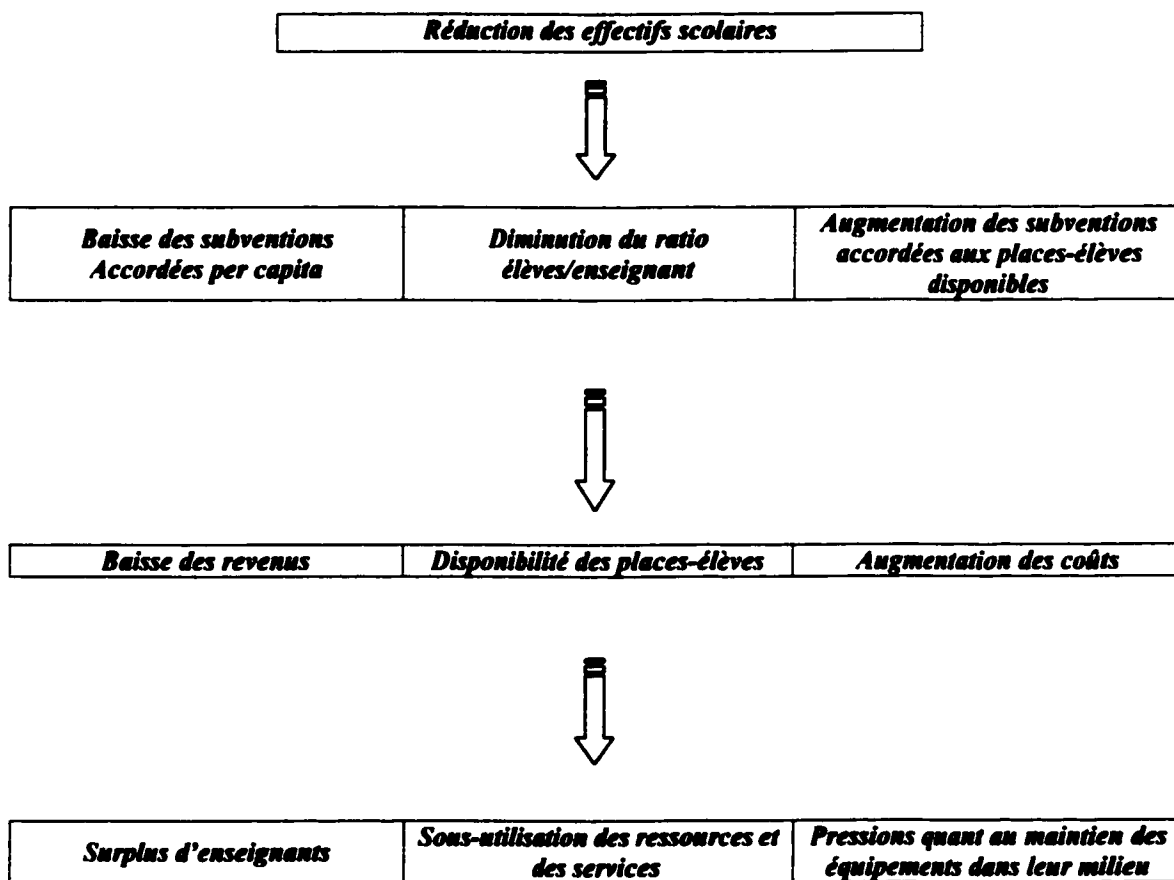 Réduction des effectifs scolaires
Baisse des subventions
Accordées per capita
Diminution du ratio
élèves/enseignant
Augmentation des subventions
accordées aux places-élèves
disponibles
Baisse des revenus
Disponibilité des places-élèves
Augmentation des coûts
Surplus d'enseignants
Sous-utilisation des ressources et
des services
Pressions quant au maintien des
équipements dans leur milieu